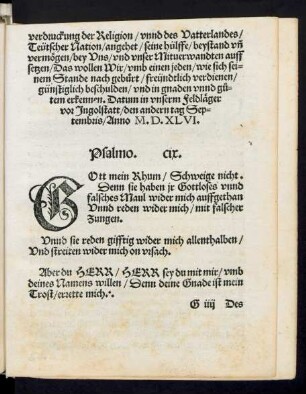 verdruckung der Religion / vnnd des Vatterlandes /
Teütscher Nation / angehet / seine hülffe / beystand vñ
vermögen / bey Vns / vnd vnser Mituerwandten auff
setzen / Das wollen Wir / vnnd einen jeden / wie sich sei-
nem Stande nach gebürt / freündtlich verdienen /
günstiglich beschulden / vnd in gnaden vnnd gü-
tem erkennen. Datum in vnserm Feldläger
vor Ingolstatt / den andern tag Sep-
tembris / Anno M. D. XLVI.
Psalmo. cix.
GOtt mein Rhum / Schweige nicht.
Denn sie haben jr Gottloses vnnd
falsches Maul wider mich auffgethan
Vnnd reden wider mich / mit falscher
Zungen.
Vnnd sie reden gifftig wider mich allenthalben /
Vnd streiten wider mich on vrsach.
Aber du HERR / HERR sey du mit mir / vmb
deines Namens willen / Denn deine Gnade ist mein
Trost / errette mich.
G iiij Des